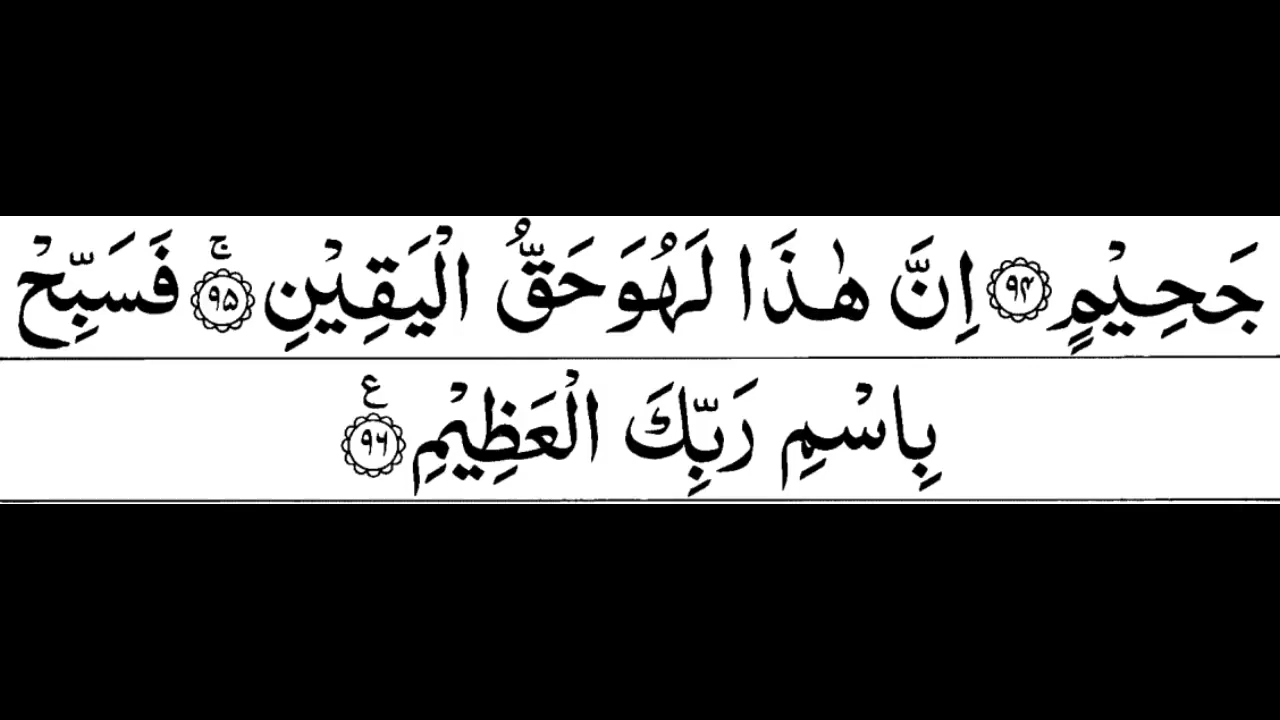 جَحِيْمٍ ۹۴ اِنَّ هٰذَا لَهُوَ حَقُّ الْيَقِيْنِ ۹۵ ۚ فَسَبِّحْ
بِاسْمِ رَبِّكَ الْعَظِيْمِ ۹۶ ع